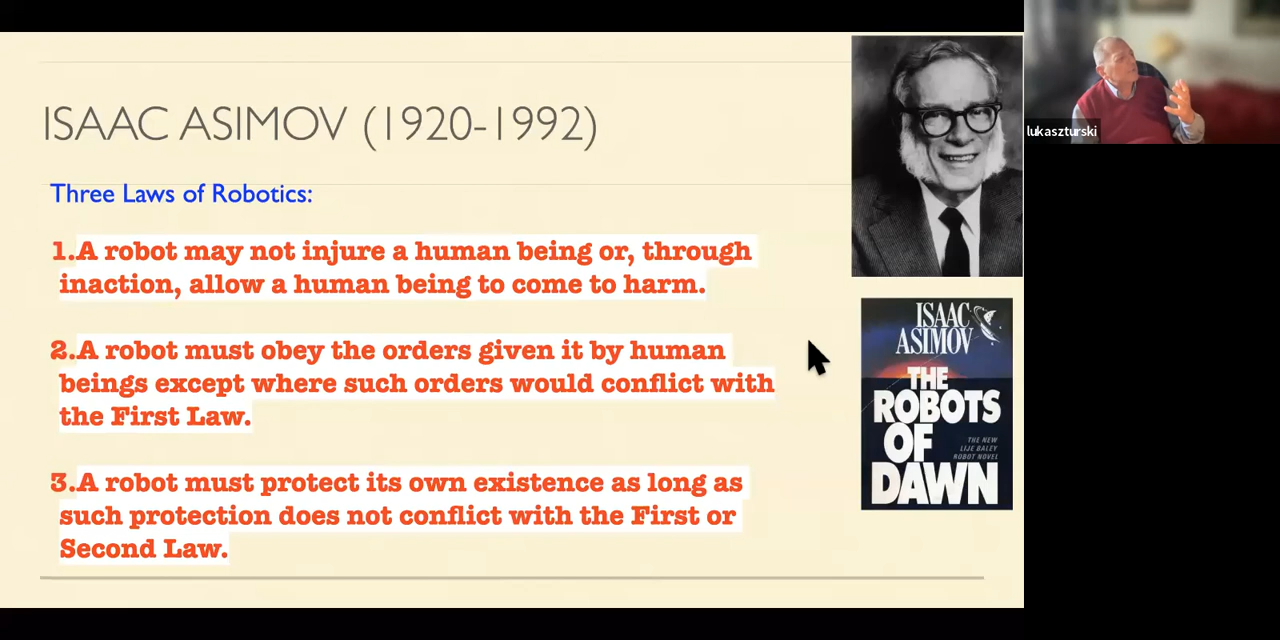 ISAAC ASIMOV (1920-1992)
Three Laws of Robotics:
1.A robot may not injure a human being or, through
inaction, allow a human being to come to harm.
2.A robot must obey the orders given it by human
beings except where such orders would conflict with
the First Law.
3.A robot must protect its own existence as long as
such protection does not conflict with the First or
Second Law.
ISAAC
ASIMOV
THE
ROBOTS
OF
THE NEW
LIJE BALEY
ROBOT NOVEL
DAWN
lukaszturski